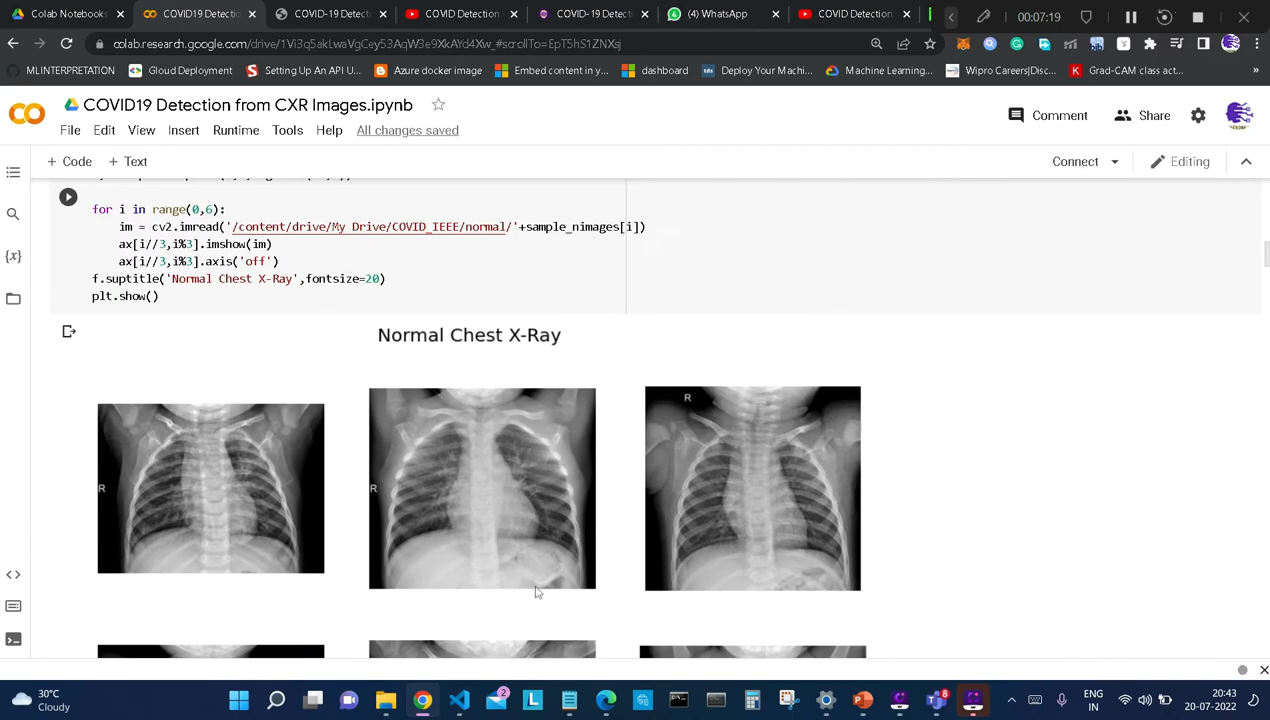 Colab Notebooks
COVID19 Detection
COVID-19 Detect
COVID Detection
COVID-19 Detect
(4) WhatsApp
COVID Detection
00:07:19
colab.research.google.com/drive/1Vi3q5akLwaVgCey53AqW3e9XkAYd4Xw_#scrollTo=EpT5hS1ZNXsj
MLINTERPRETATION
Gloud Deployment
Setting Up An API U...
Azure docker image
Embed content in y...
dashboard
Deploy Your Machi...
Machine Learning...
Wipro Careers|Disc...
Grad-CAM class act...
»
COVID19 Detection from CXR Images.ipynb
Comment
Share
File Edit View Insert Runtime Tools Help All changes saved
+ Code + Text
Connect
Editing
for i in range(0,6):
im = cv2.imread('/content/drive/My Drive/COVID_IEEE/normal/'+sample_nimages[i])
ax[i//3,i%3].imshow(im)
ax[i//3,i%3].axis('off')
f.suptitle('Normal Chest X-Ray',fontsize=20)
plt.show()
{x}
Normal Chest X-Ray
R
R
R
30°C
Cloudy
2
8
ENG
IN
20:43
20-07-2022